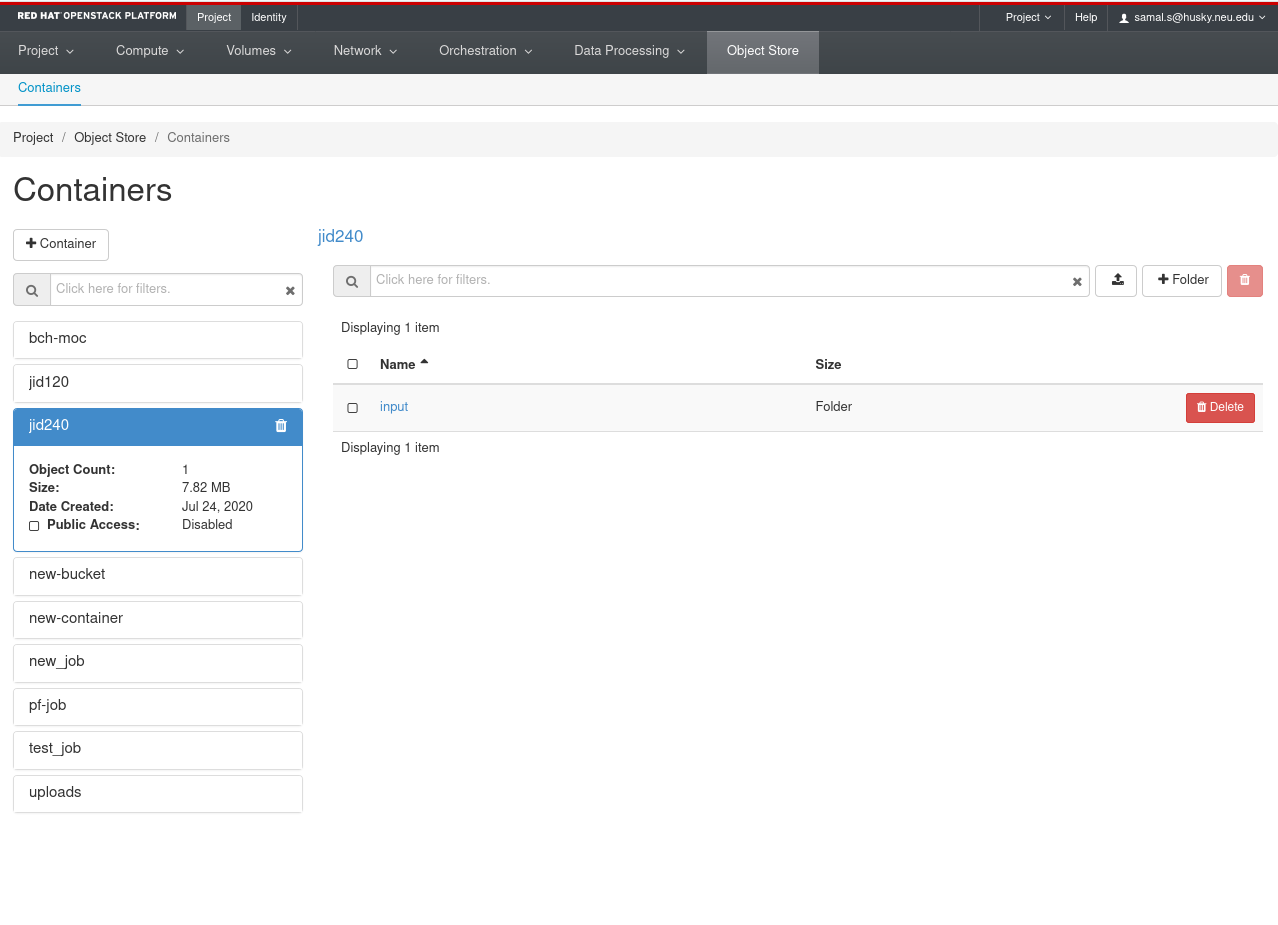 RED HAT OPENSTACK PLATFORM Project Identity Project Help samal.s@husky.neu.edu
Project Compute Volumes Network Orchestration Data Processing Object Store
Containers
Project / Object Store / Containers
Containers
+ Container
Click here for filters.
bch-moc
jid120
jid240
Object Count: 1
Size: 7.82 MB
Date Created: Jul 24, 2020
Public Access: Disabled
new-bucket
new-container
new_job
pf-job
test_job
uploads
jid240
Click here for filters.
+ Folder
Displaying 1 item
Name Size
input Folder Delete
Displaying 1 item